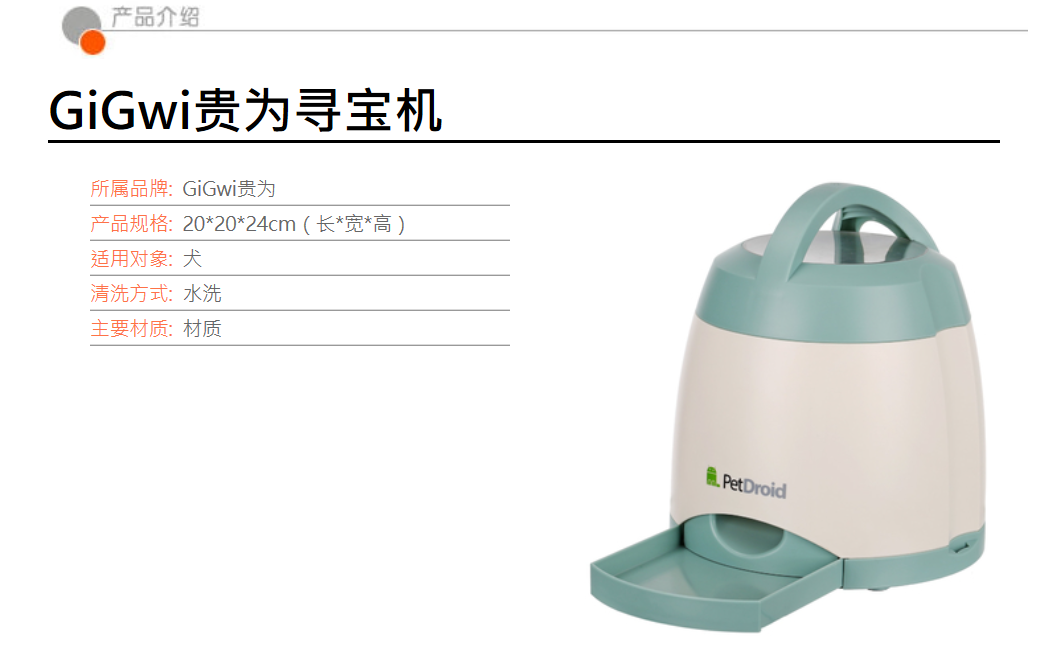 产品介绍
GiGwi贵为寻宝机
所属品牌: GiGwi贵为
产品规格: 20*20*24cm（长*宽*高）
适用对象: 犬
清洗方式: 水洗
主要材质: 材质
PetDroid